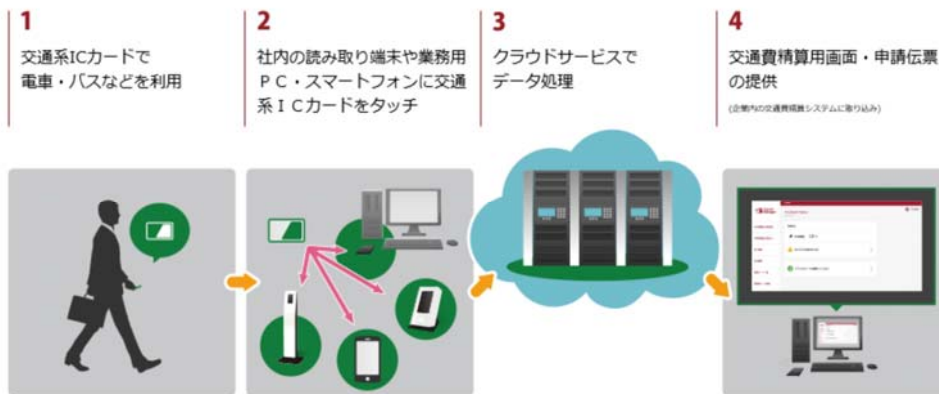 1
交通系ICカードで
電車・バスなどを利用
2
社内の読み取り端末や業務用
ＰＣ・スマートフォンに交通
系ＩＣカードをタッチ
3
クラウドサービスで
データ処理
4
交通費精算用画面・申請伝票
の提供
(企業内の交通費精算システムに取り込み)